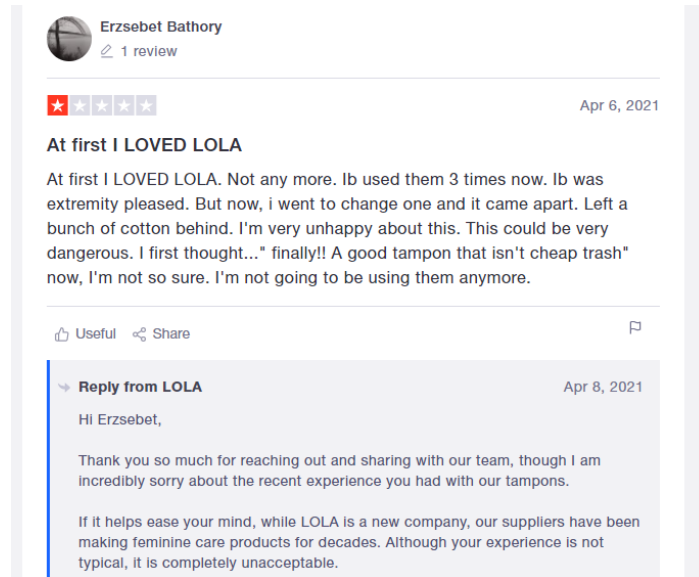 Erzsebet Bathory
1 review
Apr 6, 2021
At first I LOVED LOLA
At first I LOVED LOLA. Not any more. Ib used them 3 times now. Ib was
extremity pleased. But now, i went to change one and it came apart. Left a
bunch of cotton behind. I'm very unhappy about this. This could be very
dangerous. I first thought..." finally!! A good tampon that isn't cheap trash"
now, I'm not so sure. I'm not going to be using them anymore.
Useful Share
Reply from LOLA Apr 8, 2021
Hi Erzsebet,
Thank you so much for reaching out and sharing with our team, though I am
incredibly sorry about the recent experience you had with our tampons.
If it helps ease your mind, while LOLA is a new company, our suppliers have been
making feminine care products for decades. Although your experience is not
typical, it is completely unacceptable.